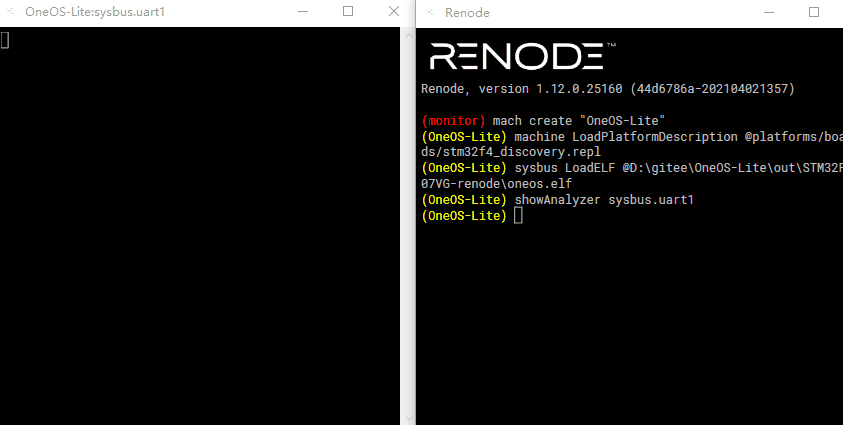 OneOS-Lite:sysbus.uart1
Renode
RENODE™
Renode, version 1.12.0.25160 (44d6786a-202104021357)
(monitor) mach create "OneOS-Lite"
(OneOS-Lite) machine LoadPlatformDescription @platforms/boa
ds/stm32f4_discovery.repl
(OneOS-Lite) sysbus LoadELF @D:\gitee\OneOS-Lite\out\STM32F
07VG-renode\oneos.elf
(OneOS-Lite) showAnalyzer sysbus.uart1
(OneOS-Lite)